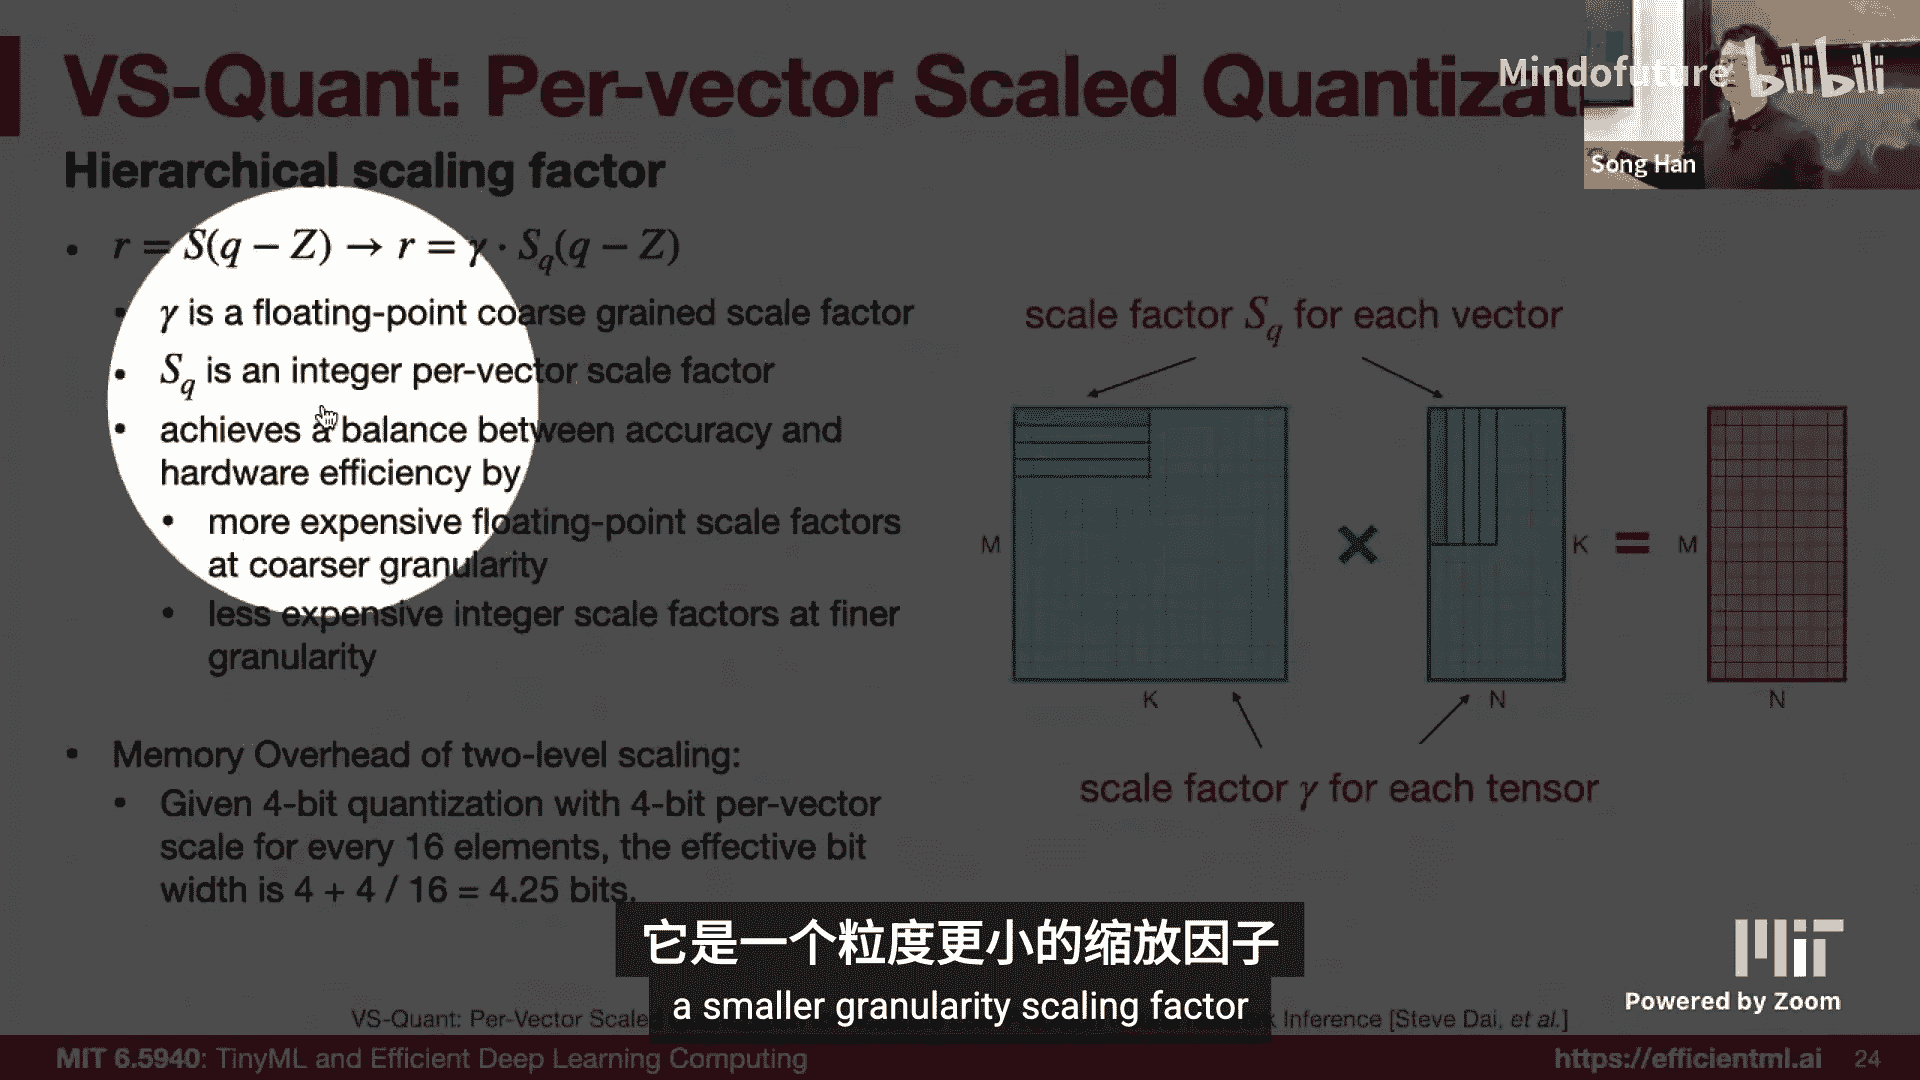 VS-Quant: Per-vector Scaled Quantizat
Mindofuture bilibili
Song Han
Hierarchical scaling factor
• r = S(q − Z) → r = γ · S_q(q − Z)
• γ is a floating-point coarse grained scale factor
• S_q is an integer per-vector scale factor
• achieves a balance between accuracy and
hardware efficiency by
• more expensive floating-point scale factors
at coarser granularity
• less expensive integer scale factors at finer
granularity
• Memory Overhead of two-level scaling:
• Given 4-bit quantization with 4-bit per-vector
scale for every 16 elements, the effective bit
width is 4 + 4 / 16 = 4.25 bits.
scale factor S_q for each vector
M
K
×
K
N
=
M
N
scale factor γ for each tensor
它是一个粒度更小的缩放因子
a smaller granularity scaling factor
MIT
Powered by Zoom
VS-Quant: Per-Vector Scale
Inference [Steve Dai, et al.]
MIT 6.5940: TinyML and Efficient Deep Learning Computing
https://efficientml.ai
24